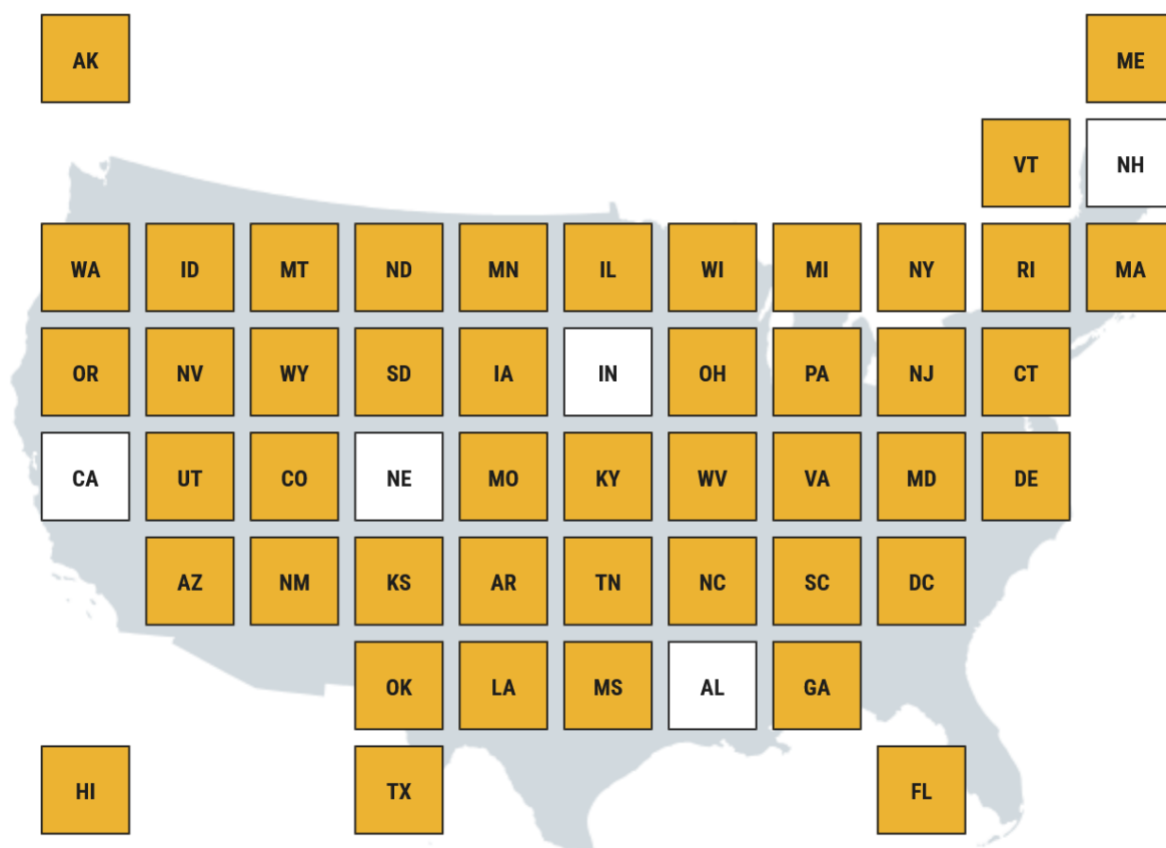 AK ME
VT NH
WA ID MT ND MN IL WI MI NY RI MA
OR NV WY SD IA IN OH PA NJ CT
CA UT CO NE MO KY WV VA MD DE
AZ NM KS AR TN NC SC DC
OK LA MS AL GA
HI TX FL